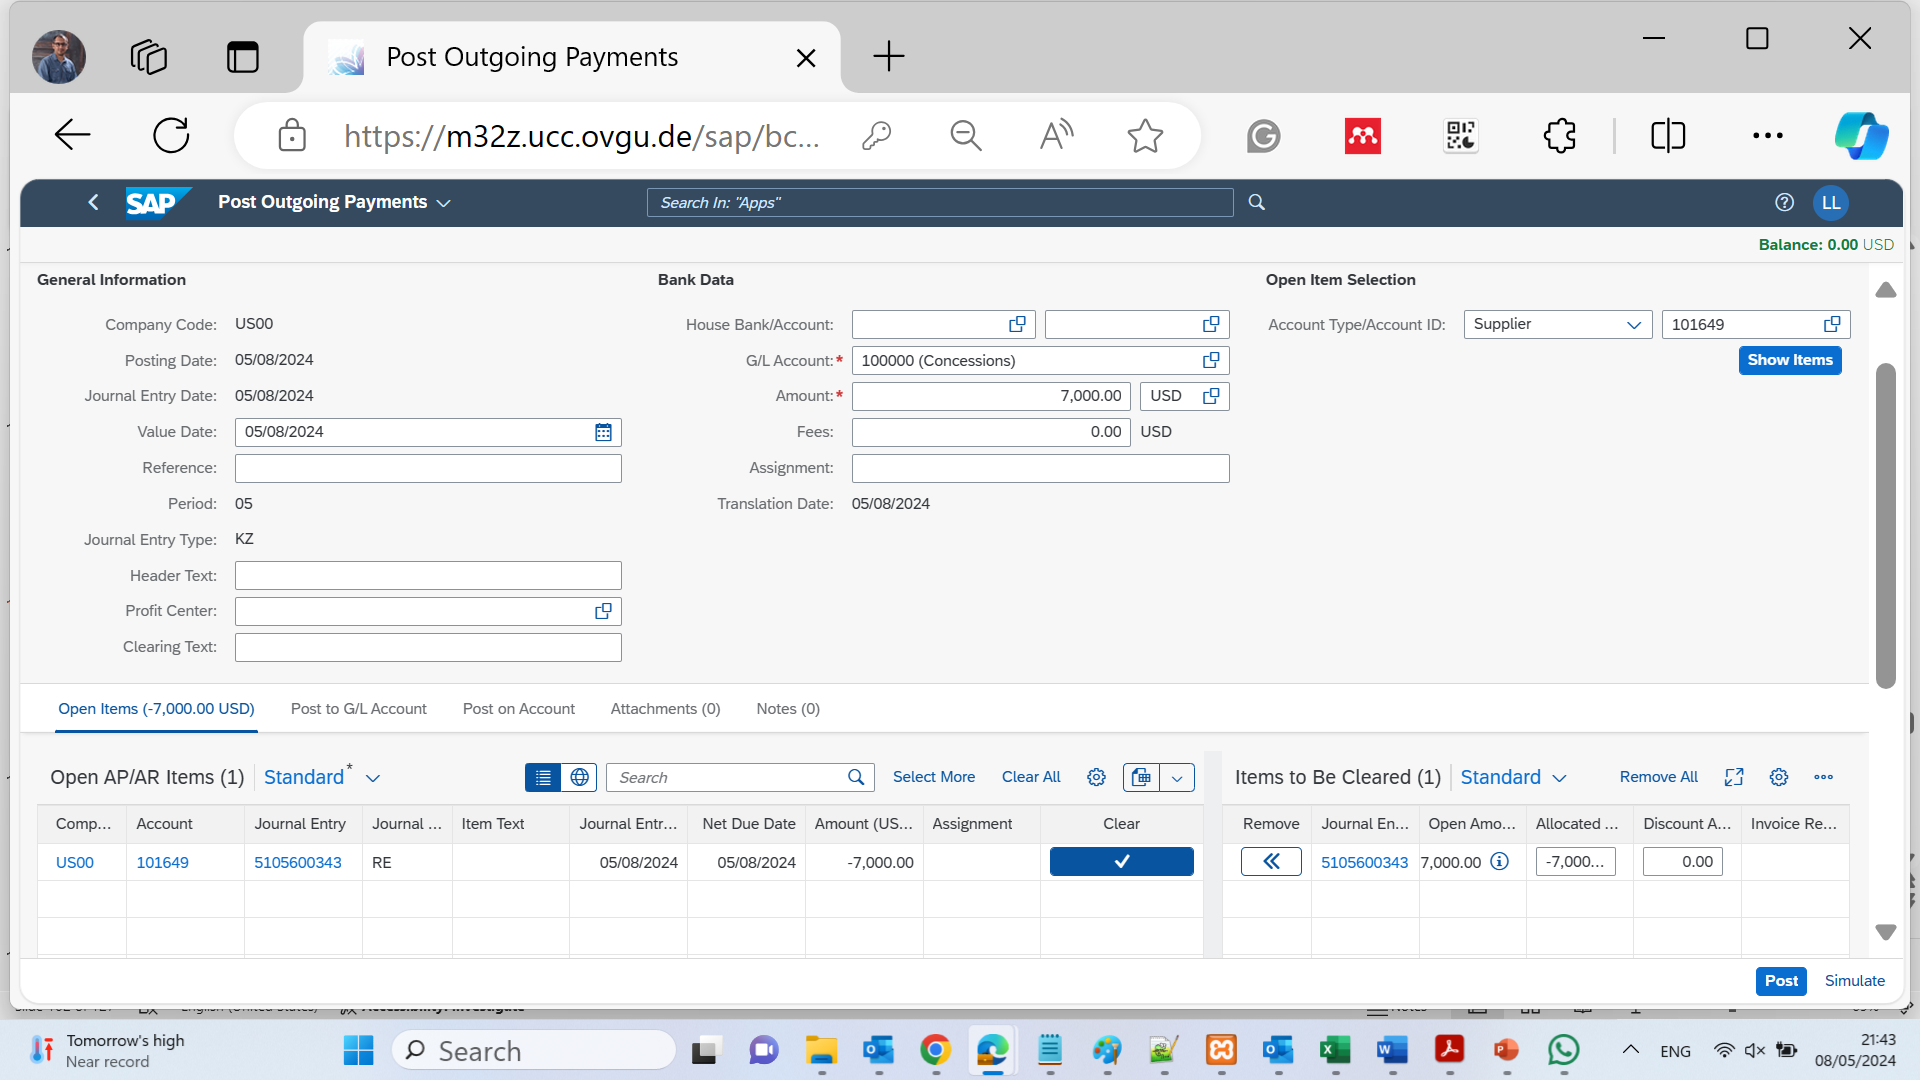 Post Outgoing Payments
https://m32z.ucc.ovgu.de/sap/bc...
SAP Post Outgoing Payments Search In: "Apps" LL
Balance: 0.00 USD
General Information Bank Data Open Item Selection
Company Code: US00 House Bank/Account: Account Type/Account ID: Supplier 101649
Posting Date: 05/08/2024 G/L Account:* 100000 (Concessions) Show Items
Journal Entry Date: 05/08/2024 Amount:* 7,000.00 USD
Value Date: 05/08/2024 Fees: 0.00 USD
Reference: Assignment:
Period: 05 Translation Date: 05/08/2024
Journal Entry Type: KZ
Header Text:
Profit Center:
Clearing Text:
Open Items (-7,000.00 USD) Post to G/L Account Post on Account Attachments (0) Notes (0)
Open AP/AR Items (1) Standard* Search Select More Clear All Items to Be Cleared (1) Standard Remove All
Comp... Account Journal Entry Journal ... Item Text Journal Entr... Net Due Date Amount (US... Assignment Clear Remove Journal En... Open Amo... Allocated ... Discount A... Invoice Re...
US00 101649 5105600343 RE 05/08/2024 05/08/2024 -7,000.00 5105600343 7,000.00 -7,000... 0.00
Post Simulate
Tomorrow's high
Near record
Search
ENG
21:43
08/05/2024